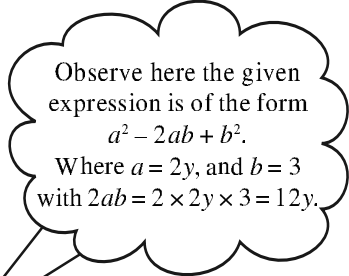 Observe here the given
expression is of the form
a² – 2ab + b².
Where a = 2y, and b = 3
with 2ab = 2 × 2y × 3 = 12y.